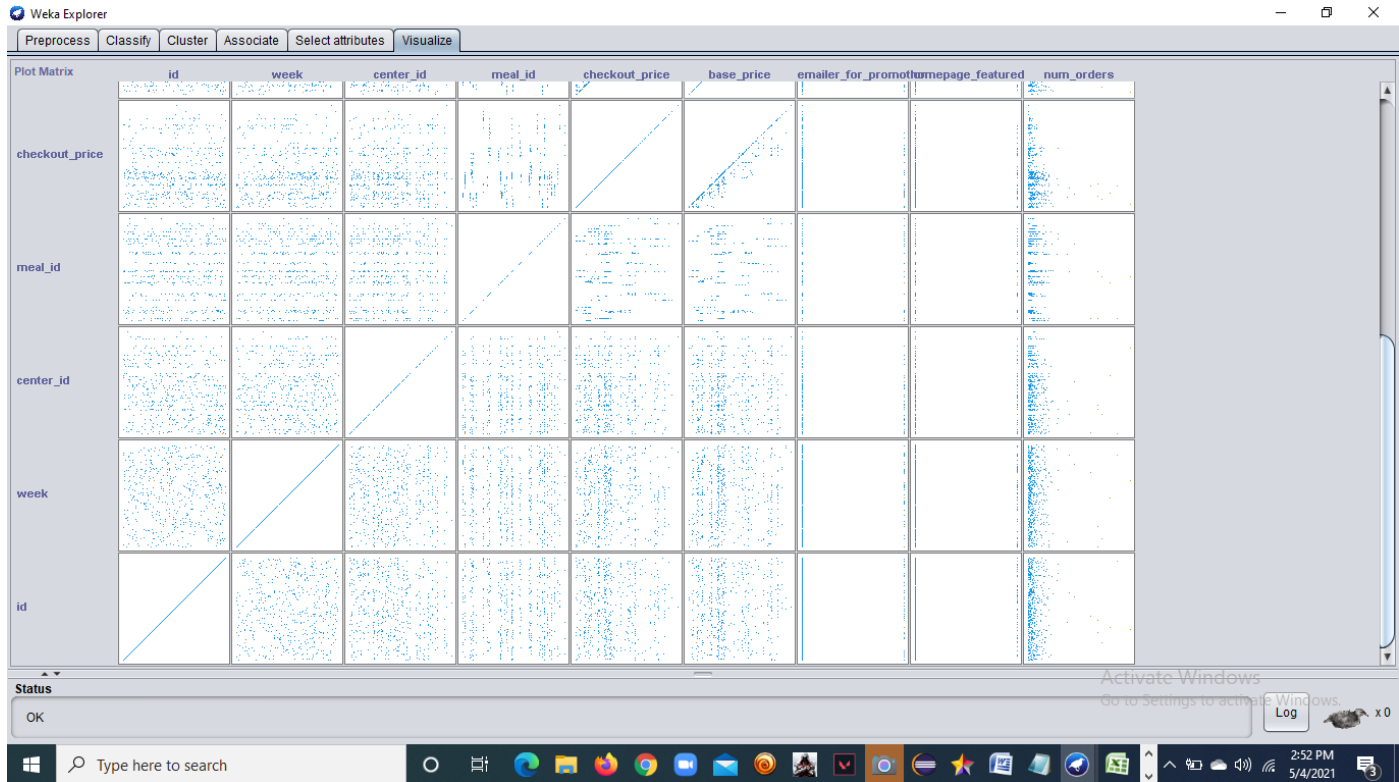 Weka Explorer
Preprocess Classify Cluster Associate Select attributes Visualize
Plot Matrix id week center_id meal_id checkout_price base_price emailer_for_promot homepage_featured num_orders
checkout_price
meal_id
center_id
week
id
Status
OK
Log
x 0
Activate Windows
Go to Settings to activate Windows.
Type here to search
2:52 PM
5/4/2021
3